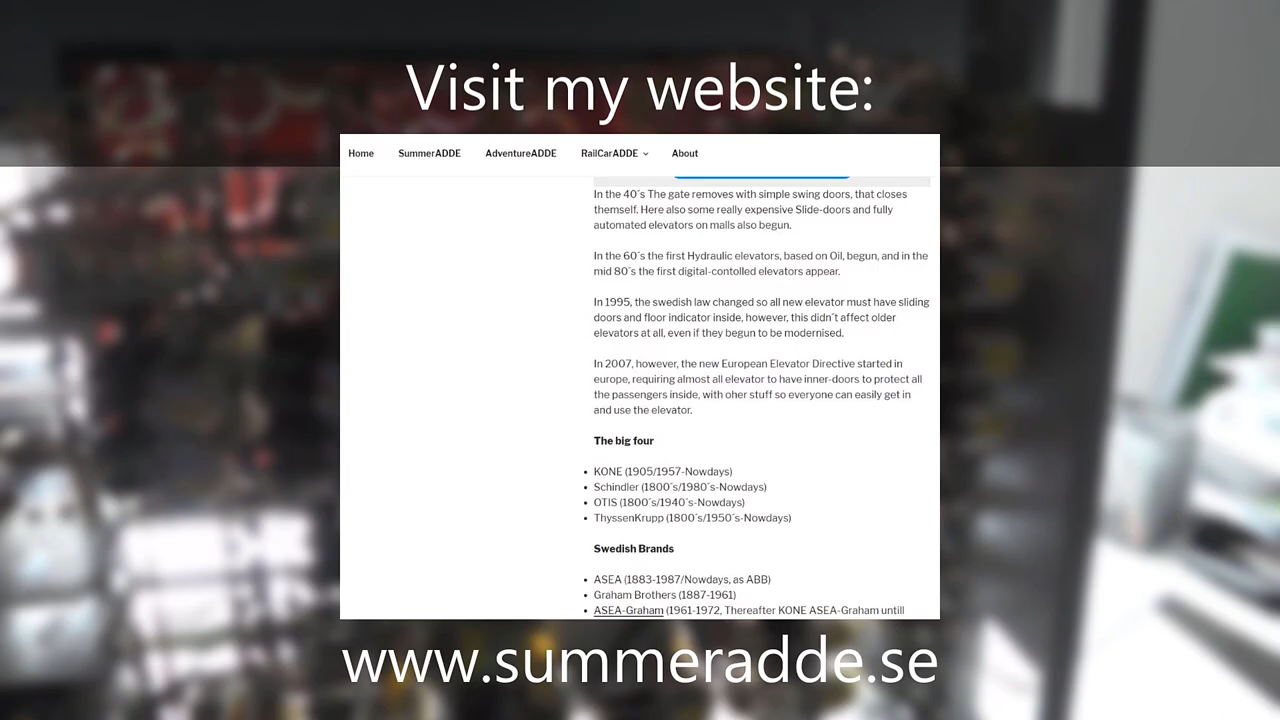 Visit my website:
Home SummerADDE AdventureADDE RailCarADDE About
In the 40´s The gate removes with simple swing doors, that closes
themself. Here also some really expensive Slide-doors and fully
automated elevators on malls also begun.
In the 60´s the first Hydraulic elevators, based on Oil, begun, and in the
mid 80´s the first digital-contolled elevators appear.
In 1995, the swedish law changed so all new elevator must have sliding
doors and floor indicator inside, however, this didn´t affect older
elevators at all, even if they begun to be modernised.
In 2007, however, the new European Elevator Directive started in
europe, requiring almost all elevator to have inner-doors to protect all
the passengers inside, with oher stuff so everyone can easily get in
and use the elevator.
The big four
• KONE (1905/1957-Nowdays)
• Schindler (1800´s/1980´s-Nowdays)
• OTIS (1800´s/1940´s-Nowdays)
• ThyssenKrupp (1800´s/1950´s-Nowdays)
Swedish Brands
• ASEA (1883-1987/Nowdays, as ABB)
• Graham Brothers (1887-1961)
• ASEA-Graham (1961-1972, Thereafter KONE ASEA-Graham untill
www.summeradde.se